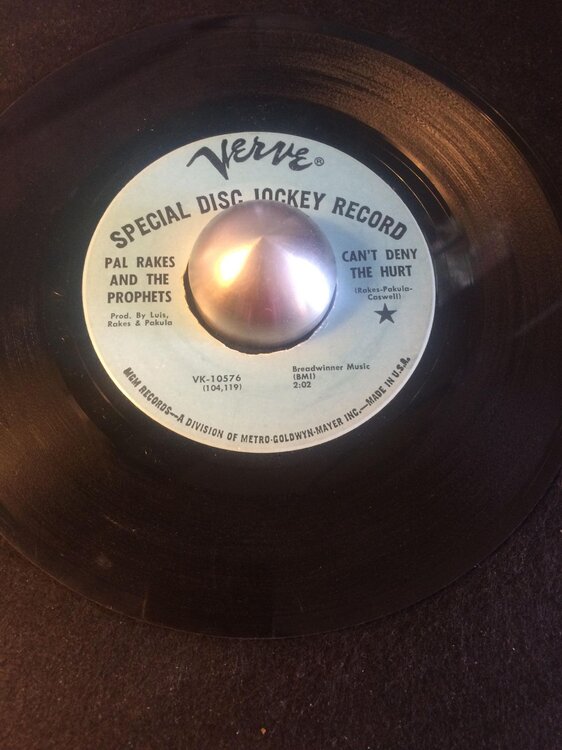 Verve®
SPECIAL DISC JOCKEY RECORD
PAL RAKES
AND THE
PROPHETS
Prod. By Luis,
Rakes & Pakula
CAN'T DENY
THE HURT
(Rakes-Pakula-
Caswell)
VK-10576
(104,119)
Breadwinner Music
(BMI)
2:02
MGM RECORDS—A DIVISION OF METRO-GOLDWYN-MAYER INC.—MADE IN U.S.A.